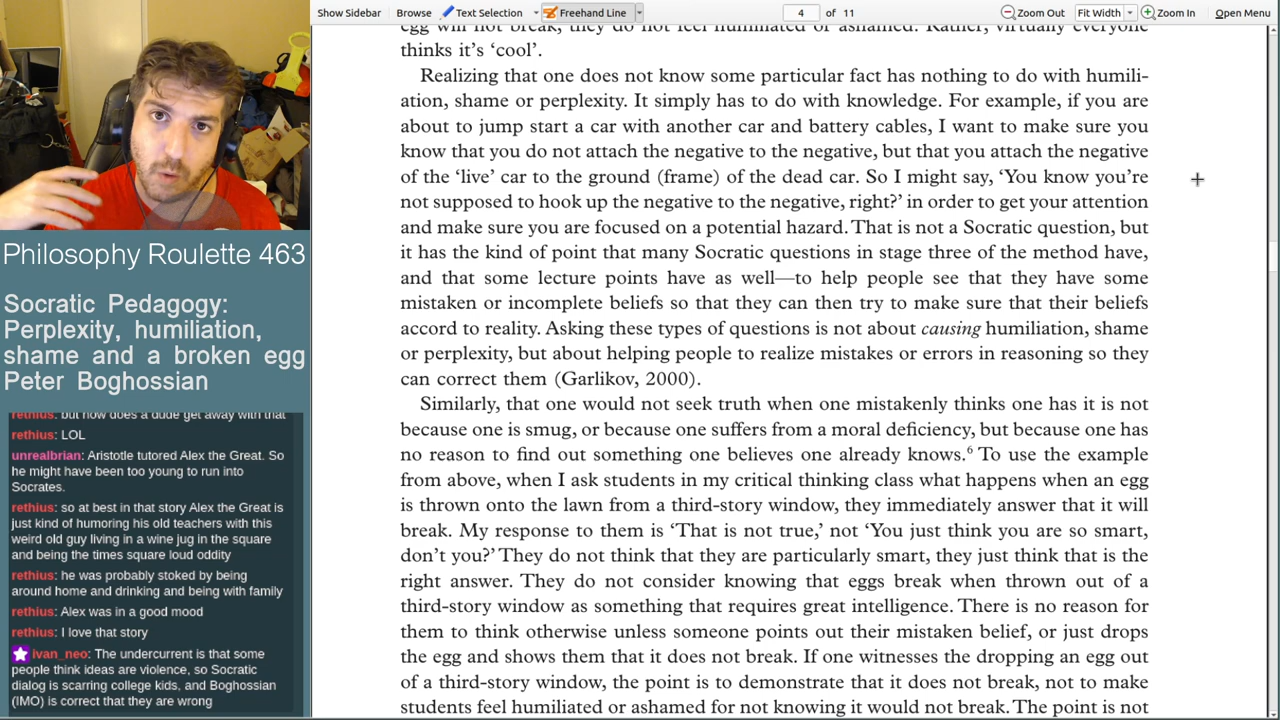 Show Sidebar Browse Text Selection Freehand Line 4 of 11 Zoom Out Fit Width Zoom In Open Menu
egg will not break, they do not feel humiliated or ashamed. Rather, virtually everyone
thinks it's 'cool'.
Realizing that one does not know some particular fact has nothing to do with humili-
ation, shame or perplexity. It simply has to do with knowledge. For example, if you are
about to jump start a car with another car and battery cables, I want to make sure you
know that you do not attach the negative to the negative, but that you attach the negative
of the 'live' car to the ground (frame) of the dead car. So I might say, 'You know you're
not supposed to hook up the negative to the negative, right?' in order to get your attention
and make sure you are focused on a potential hazard. That is not a Socratic question, but
it has the kind of point that many Socratic questions in stage three of the method have,
and that some lecture points have as well—to help people see that they have some
mistaken or incomplete beliefs so that they can then try to make sure that their beliefs
accord to reality. Asking these types of questions is not about causing humiliation, shame
or perplexity, but about helping people to realize mistakes or errors in reasoning so they
can correct them (Garlikov, 2000).
Similarly, that one would not seek truth when one mistakenly thinks one has it is not
because one is smug, or because one suffers from a moral deficiency, but because one has
no reason to find out something one believes one already knows.⁶ To use the example
from above, when I ask students in my critical thinking class what happens when an egg
is thrown onto the lawn from a third-story window, they immediately answer that it will
break. My response to them is 'That is not true,' not 'You just think you are so smart,
don't you?' They do not think that they are particularly smart, they just think that is the
right answer. They do not consider knowing that eggs break when thrown out of a
third-story window as something that requires great intelligence. There is no reason for
them to think otherwise unless someone points out their mistaken belief, or just drops
the egg and shows them that it does not break. If one witnesses the dropping an egg out
of a third-story window, the point is to demonstrate that it does not break, not to make
students feel humiliated or ashamed for not knowing it would not break. The point is not
Philosophy Roulette 463
Socratic Pedagogy:
Perplexity, humiliation,
shame and a broken egg
Peter Boghossian
rethius: but how does a dude get away with that
rethius: LOL
unrealbrian: Aristotle tutored Alex the Great. So
he might have been too young to run into
Socrates.
rethius: so at best in that story Alex the Great is
just kind of humoring his old teachers with this
weird old guy living in a wine jug in the square
and being the times square loud oddity
rethius: he was probably stoked by being
around home and drinking and being with family
rethius: Alex was in a good mood
rethius: I love that story
ivan_neo: The undercurrent is that some
people think ideas are violence, so Socratic
dialog is scarring college kids, and Boghossian
(IMO) is correct that they are wrong